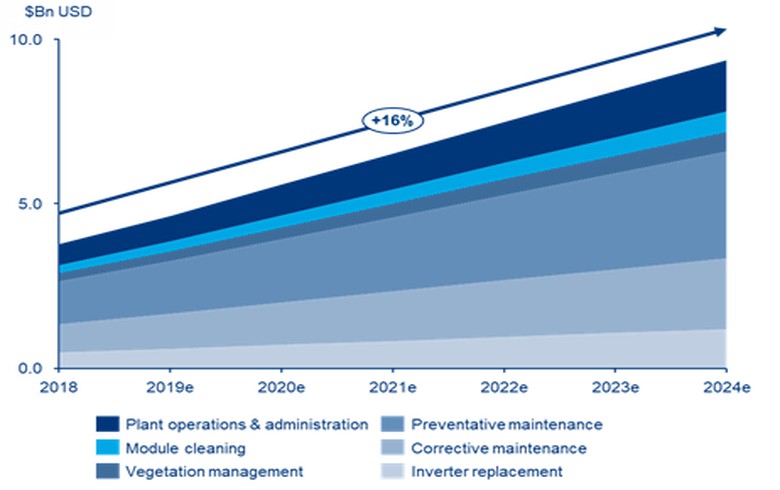 $Bn USD
10.0
+16%
5.0
0.0
2018 2019e 2020e 2021e 2022e 2023e 2024e
Plant operations & administration Preventative maintenance
Module cleaning Corrective maintenance
Vegetation management Inverter replacement